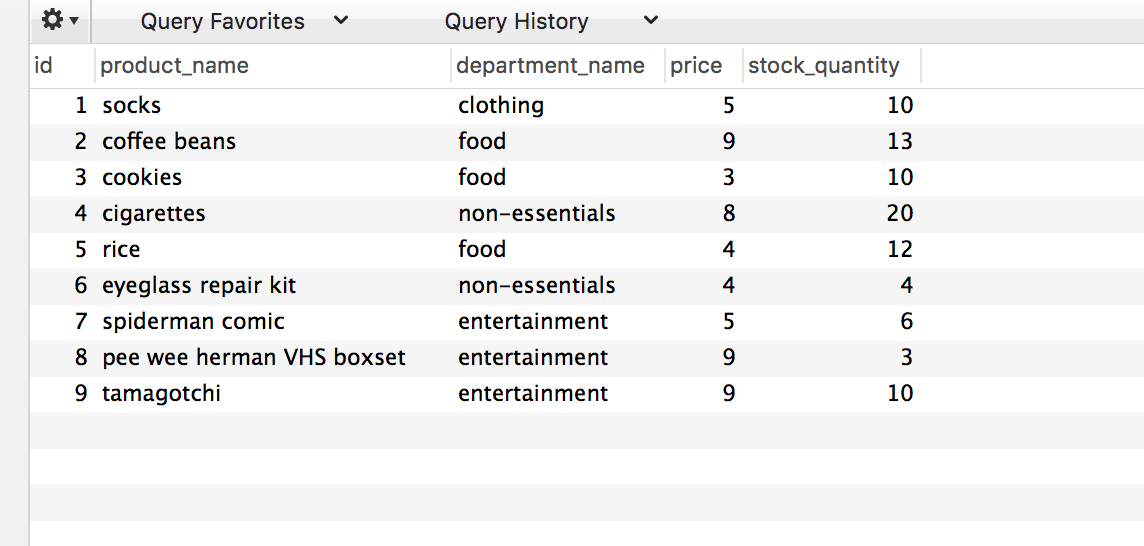 Query Favorites Query History
id product_name department_name price stock_quantity
1 socks clothing 5 10
2 coffee beans food 9 13
3 cookies food 3 10
4 cigarettes non-essentials 8 20
5 rice food 4 12
6 eyeglass repair kit non-essentials 4 4
7 spiderman comic entertainment 5 6
8 pee wee herman VHS boxset entertainment 9 3
9 tamagotchi entertainment 9 10